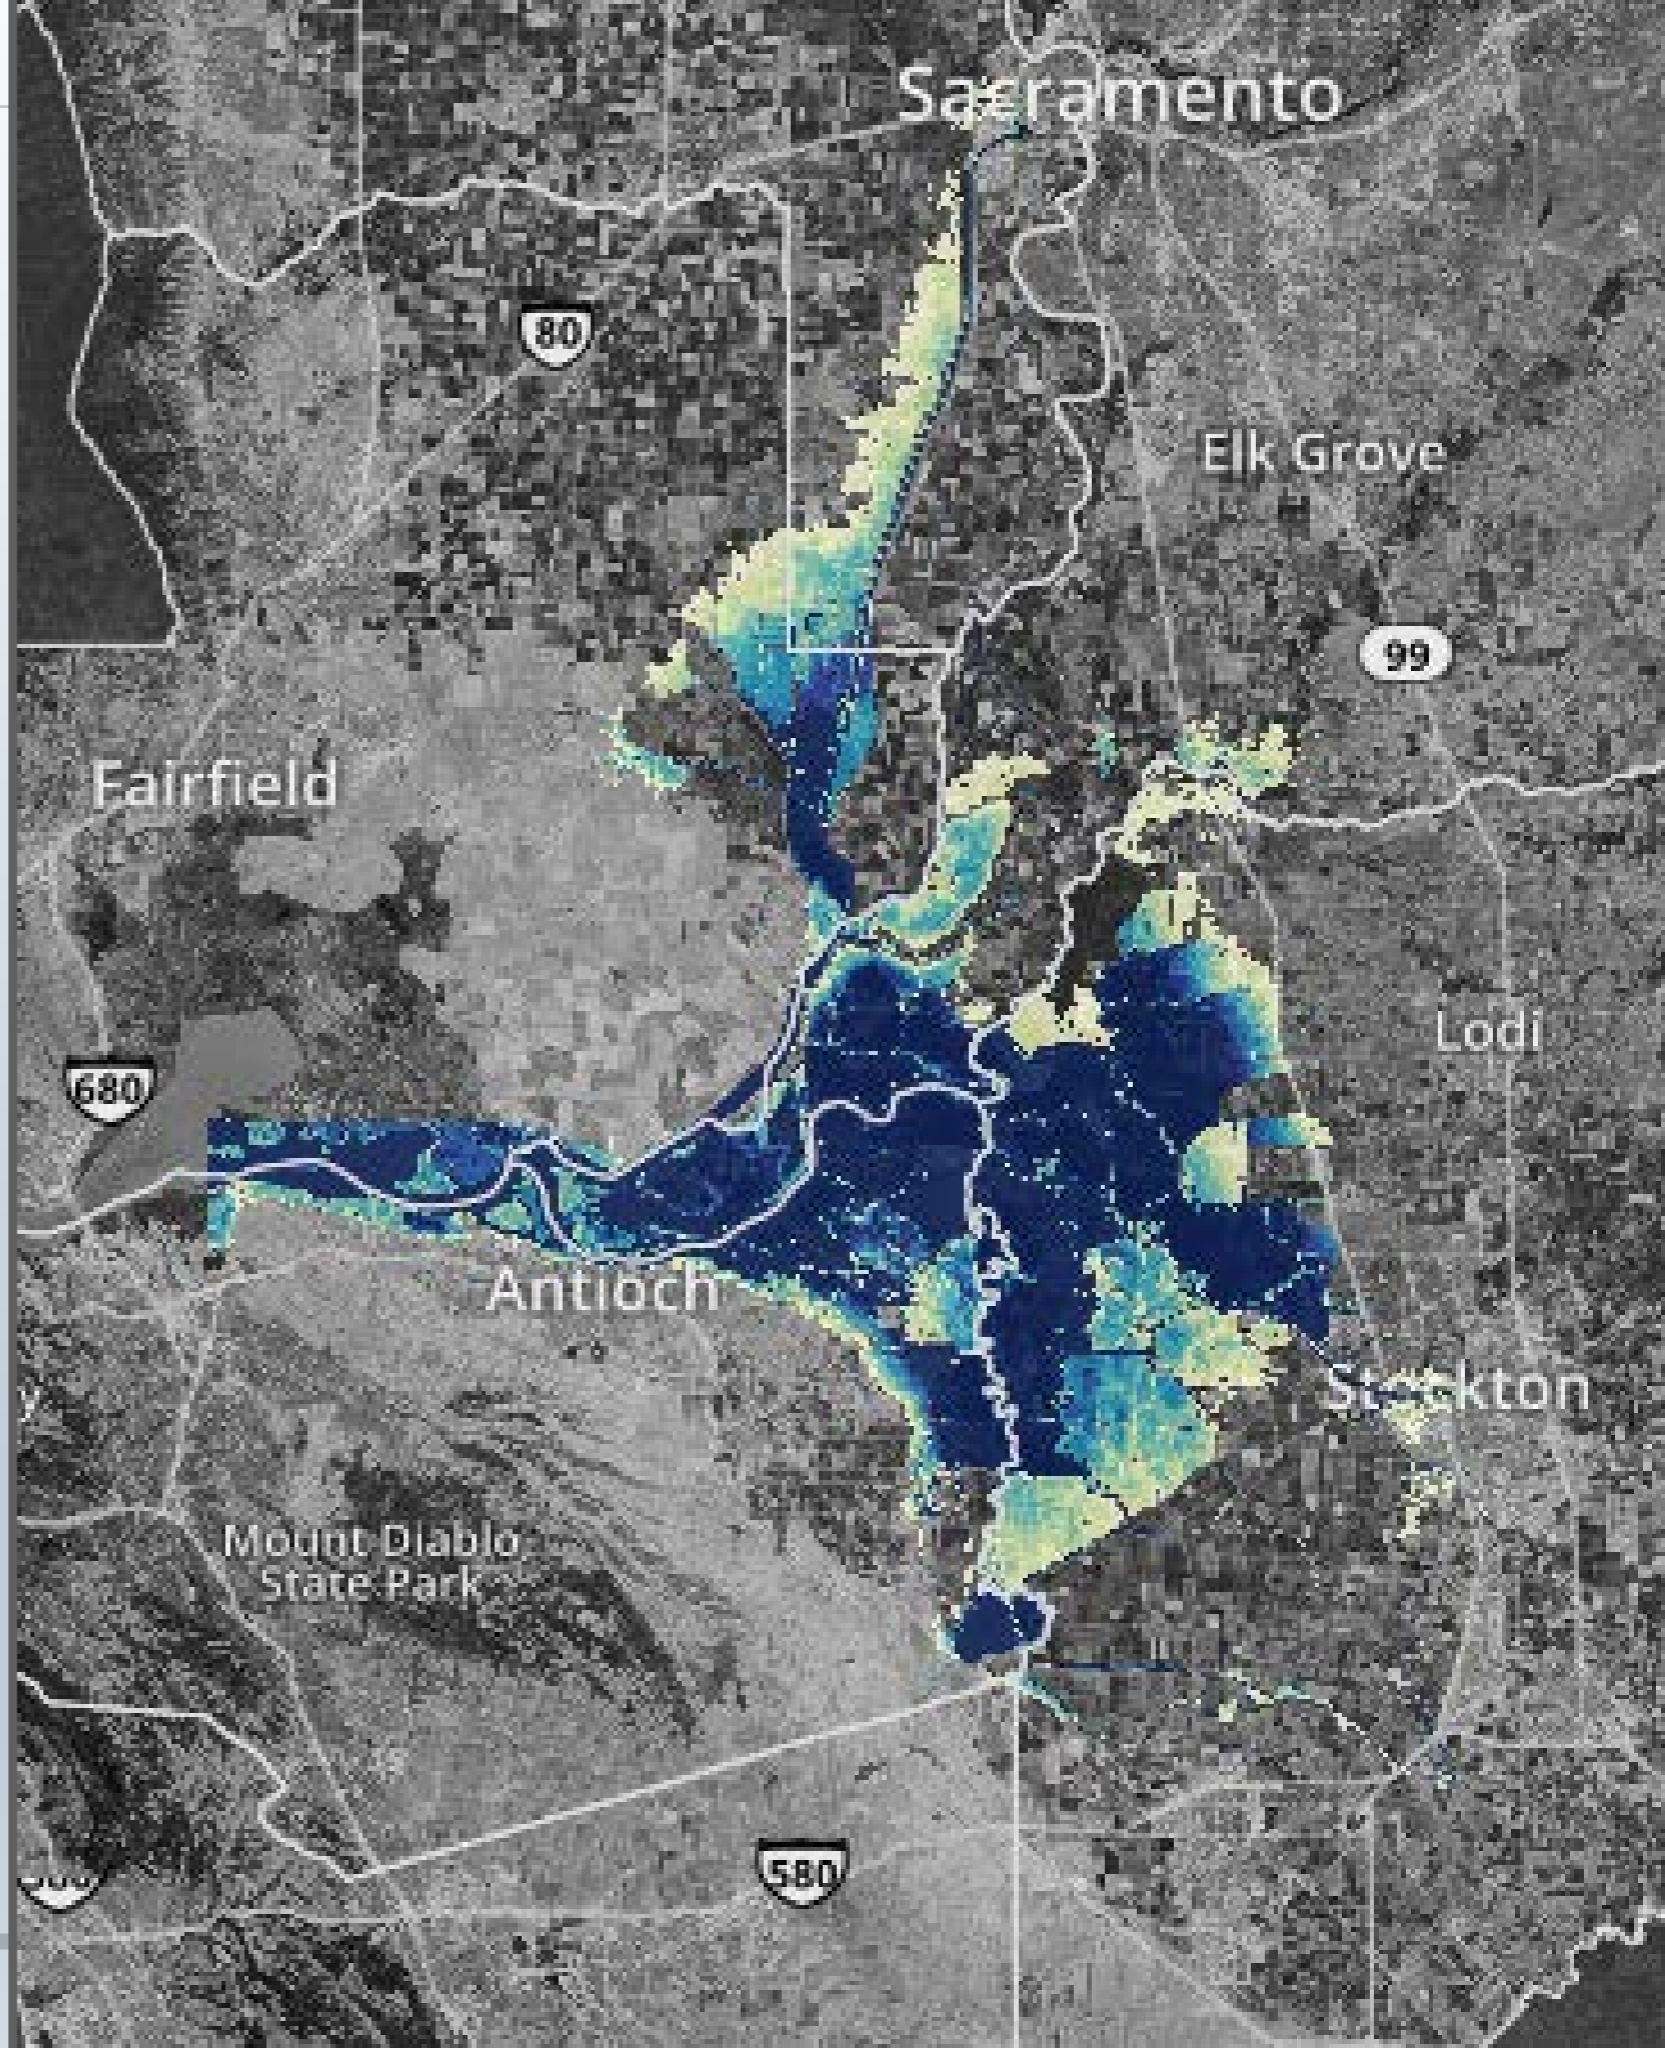 Sacramento
80
Elk Grove
99
Fairfield
Lodi
680
Antioch
Stockton
y
Mount Diablo
State Park
580